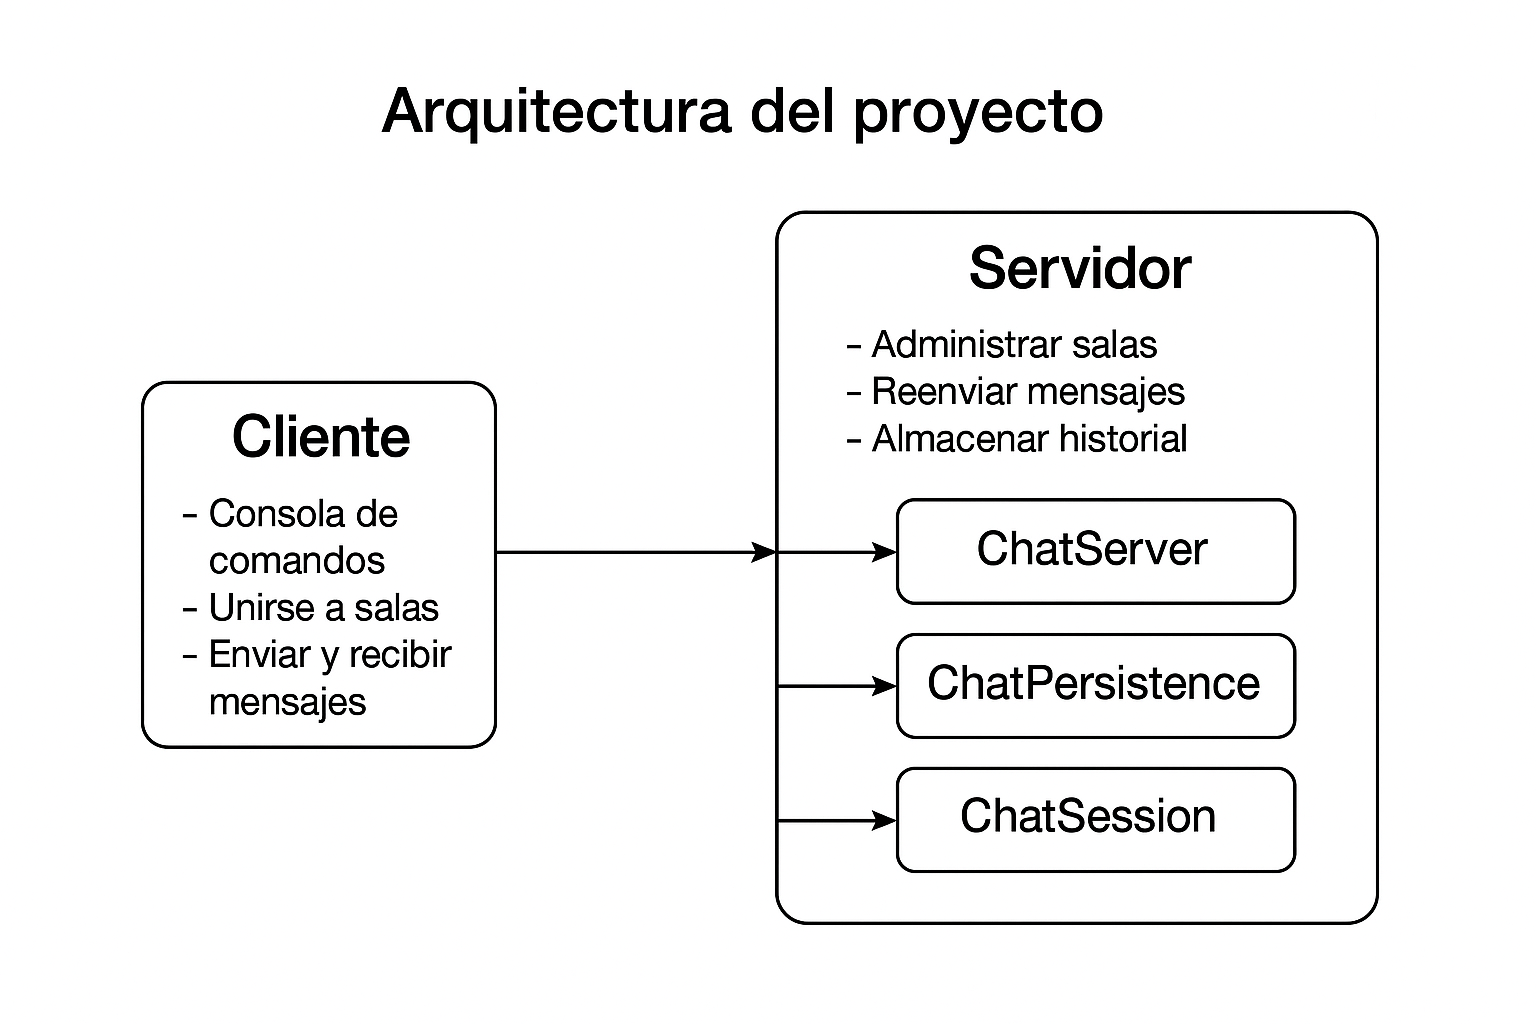 Arquitectura del proyecto
Cliente
- Consola de
comandos
- Unirse a salas
- Enviar y recibir
mensajes
Servidor
- Administrar salas
- Reenviar mensajes
- Almacenar historial
ChatServer
ChatPersistence
ChatSession